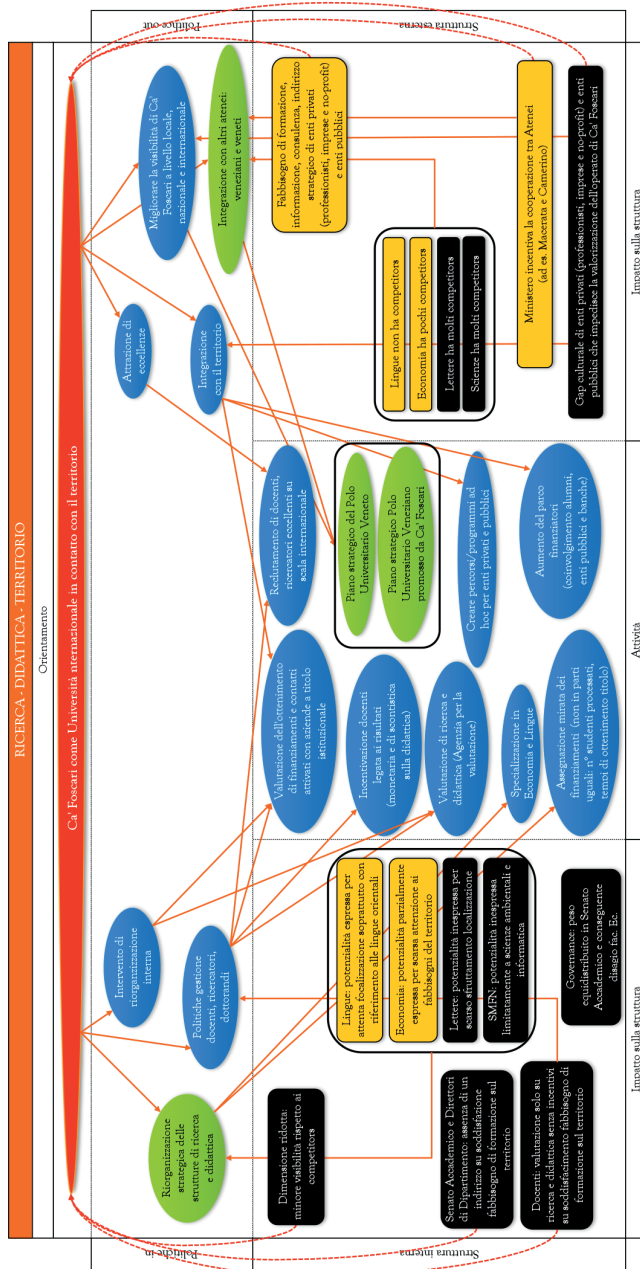 RICERCA - DIDATTICA - TERRITORIO
Orientamento
Ca' Foscari come Università nternazionale in contatto con il territorio
Politiche in
Politihce out
Riorganizzazione
strategica delle
strutture di ricerca
e didattica
Intervento di
riorganizzazione
interna
Politiche gestione
docenti, ricercatori,
dottorandi
Attrazione di
eccellenze
Integrazione
con il territorio
Migliorare la visibilità di Ca'
Foscari a livello locale,
nazionale e internazionale
Integrazione con altri atenei:
veneziani e veneti
Struttura interna
Struttura esterna
Dimensione ridotta:
minore visibilità rispetto ai
competitors
Senato Accademico e Direttori
di Dipartimento: assenza di un
indirizzo su soddisfazione
fabbisogno di formazione sul
territorio
Docenti: valutazione solo su
ricerca e didattica senza incentivi
su soddisfacimento fabbisogno di
formazione sul territorio
Lingue: potenzialità espressa per
attenta focalizzazione soprattutto con
riferimento alle lingue orientali
Economia: potenzialità parzialmente
espressa per scarsa attenzione ai
fabbisogni del territorio
Lettere: potenzialità inespressa per
scarso sfruttamento localizzazione
SMFN: potenzialità inespressa
limitatamente a scienze ambientali e
informatica
Governance: peso
equidistribuito in Senato
Accademico e conseguente
disagio fac. Ec.
Valutazione dell'ottenimento
di finanziamenti e contatti
attivati con aziende a titolo
istituzionale
Incentivazione docenti
legata ai risultati
(monetaria e di scontistica
sulla didattica)
Valutazione di ricerca e
didattica (Agenzia per la
valutazione)
Specializzazione in
Economia e Lingue
Assegnazione mirata dei
finanziamenti (non in parti
uguali: n° studenti processati,
tempi di ottenimento titolo)
Reclutamento di docenti,
ricercatori eccellenti su
scala internazionale
Piano strategico del Polo
Universitario Veneto
Piano strategico Polo
Universitario Veneziano
promosso da Ca' Foscari
Creare percorsi/programmi ad
hoc per enti privati e pubblici
Aumento del parco
finanziatori
(coinvolgimento alumni,
enti pubblici e banche)
Fabbisogno di formazione,
informazione, consulenza, indirizzo
strategico di enti privati
(professionisti, imprese e no-profit)
e enti pubblici
Lingue non ha competitors
Economia ha pochi competitors
Lettere ha molti competitors
Scienze ha molti competitors
Ministero incentiva la cooperazione tra Atenei
(ad es. Macerata e Camerino)
Gap culturale di enti privati (professionisti, imprese e no-profit) e enti
pubblici che impedisce la valorizzazione dell'operato di Ca' Foscari
Impatto sulla struttura
Attività
Impatto sulla struttura